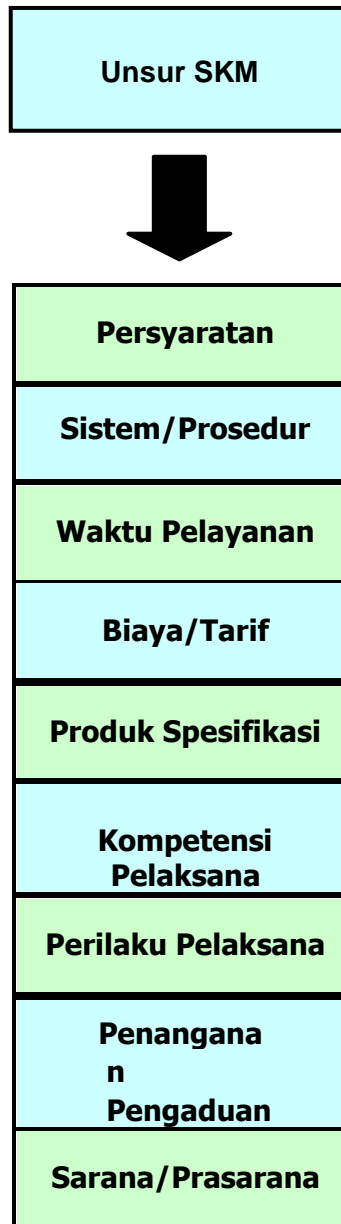 Unsur SKM
Persyaratan
Sistem/Prosedur
Waktu Pelayanan
Biaya/Tarif
Produk Spesifikasi
Kompetensi
Pelaksana
Perilaku Pelaksana
Penangana
n
Pengaduan
Sarana/Prasarana